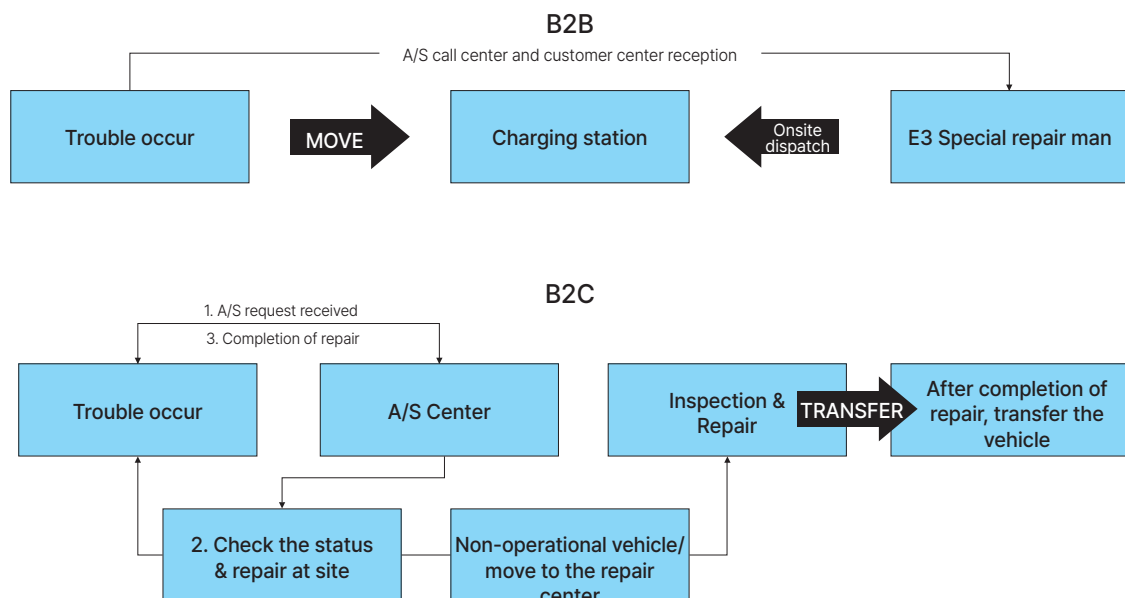 B2B
A/S call center and customer center reception
Trouble occur
MOVE
Charging station
Onsite
dispatch
E3 Special repair man
B2C
1. A/S request received
3. Completion of repair
Trouble occur
A/S Center
Inspection &
Repair
TRANSFER
After completion of
repair, transfer the
vehicle
2. Check the status
& repair at site
Non-operational vehicle/
move to the repair
center